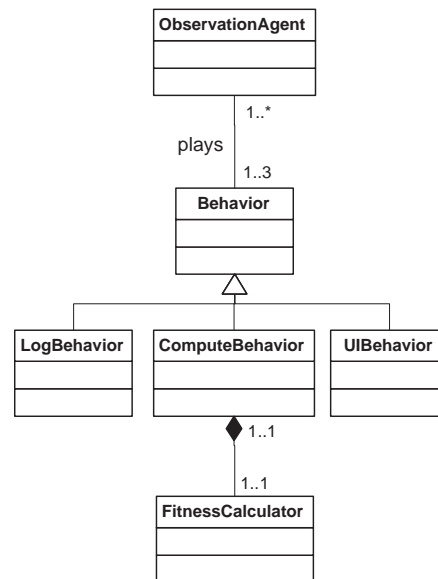 ObservationAgent
1..*
plays
1..3
Behavior
LogBehavior
ComputeBehavior
UIBehavior
1..1
1..1
FitnessCalculator